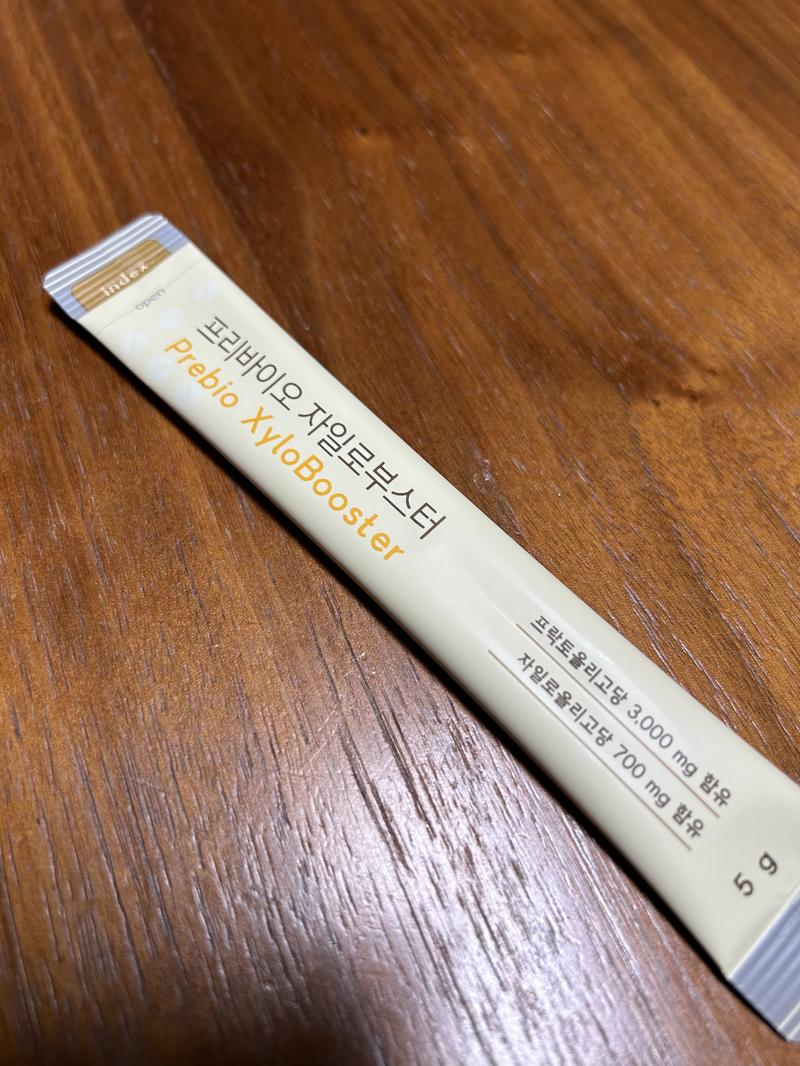 index
open
프리바이오 자일로부스터
Prebio XyloBooster
프락토올리고당 3,000 mg 함유
자일로올리고당 700 mg 함유
5 g